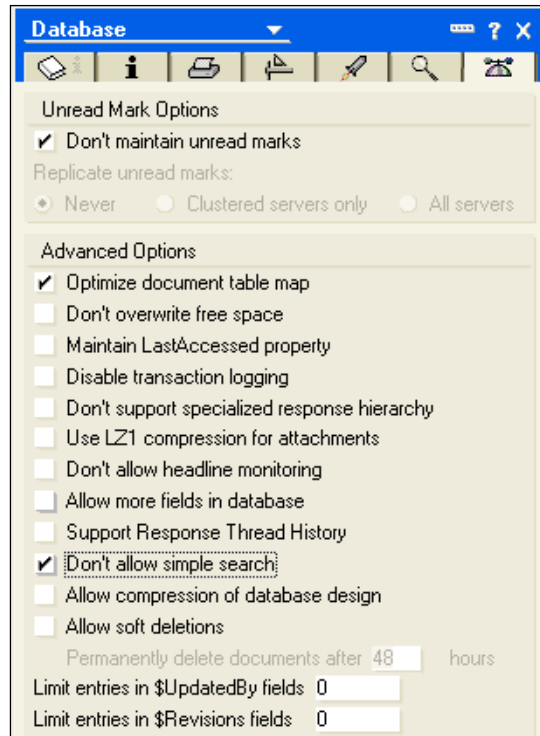 Database ? X
i
Unread Mark Options
Don't maintain unread marks
Replicate unread marks:
Never Clustered servers only All servers
Advanced Options
Optimize document table map
Don't overwrite free space
Maintain LastAccessed property
Disable transaction logging
Don't support specialized response hierarchy
Use LZ1 compression for attachments
Don't allow headline monitoring
Allow more fields in database
Support Response Thread History
Don't allow simple search
Allow compression of database design
Allow soft deletions
Permanently delete documents after 48 hours
Limit entries in $UpdatedBy fields 0
Limit entries in $Revisions fields 0